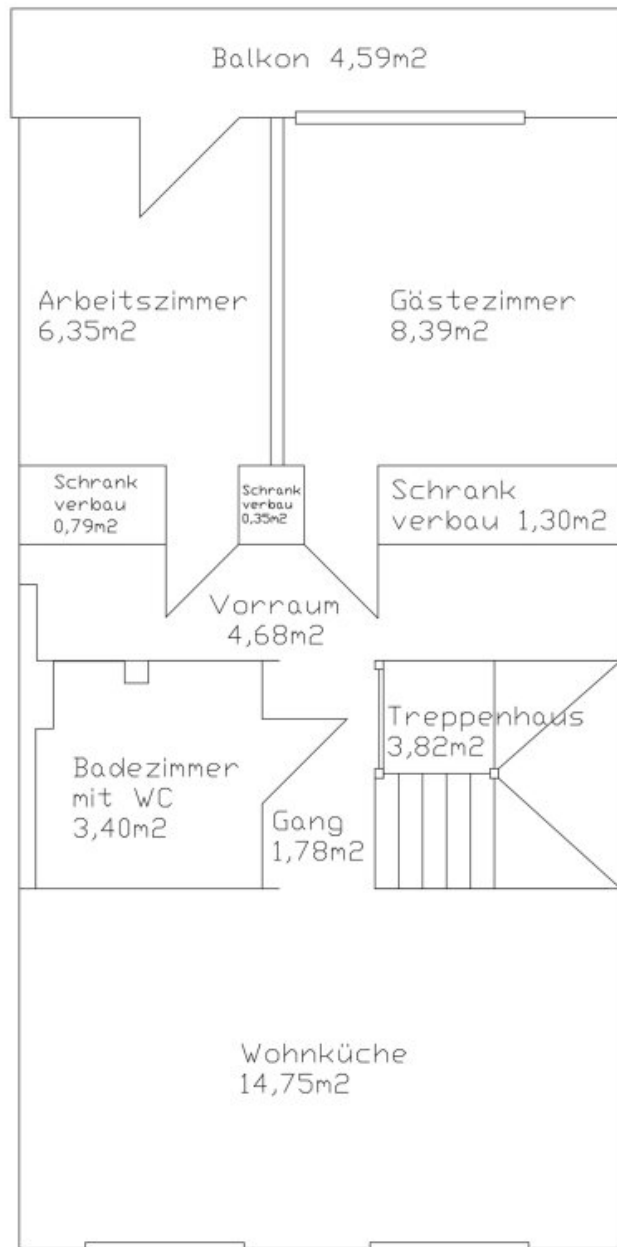 Balkon 4,59m2
Arbeitszimmer
6,35m2
Gästezimmer
8,39m2
Schrank
verbau
0,79m2
Schrank
verbau
0,35m2
Schrank
verbau 1,30m2
Vorraum
4,68m2
Treppenhaus
3,82m2
Badezimmer
mit WC
3,40m2
Gang
1,78m2
Wohnküche
14,75m2